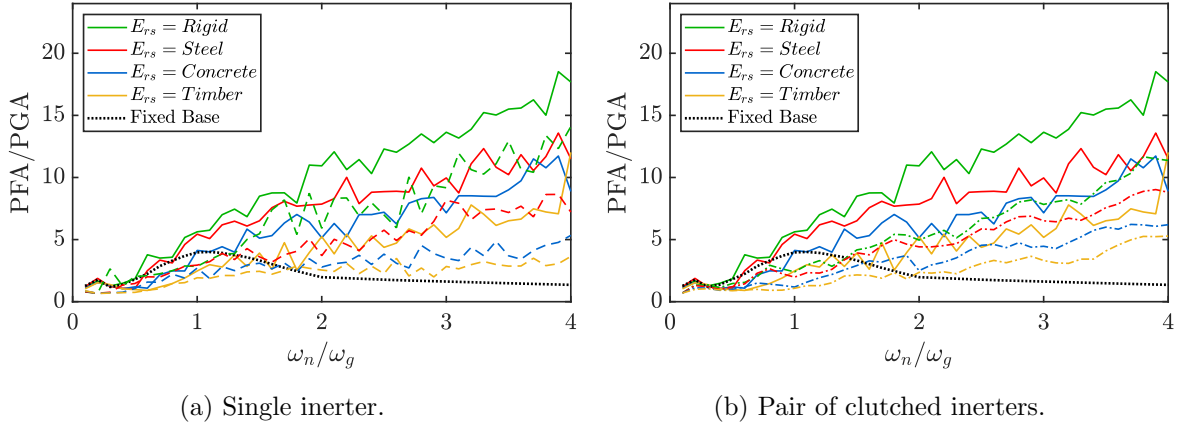 E_rs = Rigid
E_rs = Steel
E_rs = Concrete
E_rs = Timber
Fixed Base
PFA/PGA
20
15
10
5
0
0 1 2 3 4
ω_n/ω_g
(a) Single inerter.
E_rs = Rigid
E_rs = Steel
E_rs = Concrete
E_rs = Timber
Fixed Base
PFA/PGA
20
15
10
5
0
0 1 2 3 4
ω_n/ω_g
(b) Pair of clutched inerters.